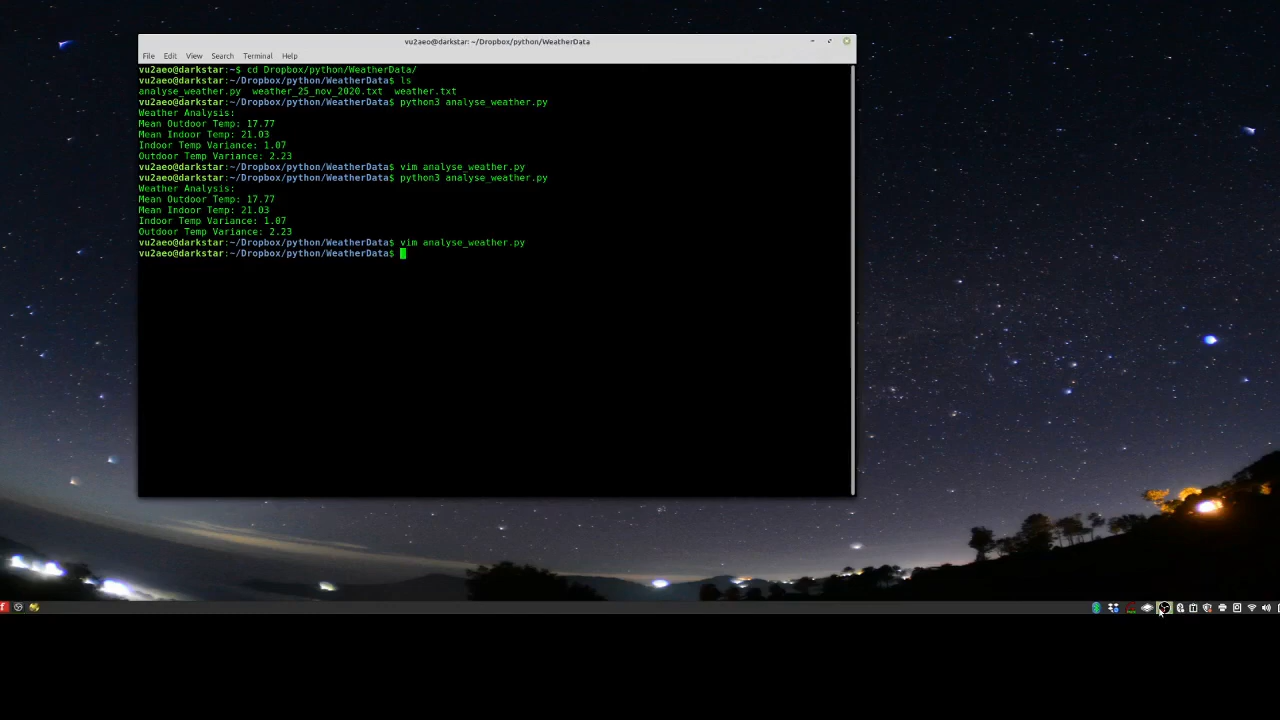 vu2aeo@darkstar: ~/Dropbox/python/WeatherData
File Edit View Search Terminal Help
vu2aeo@darkstar:~$ cd Dropbox/python/WeatherData/
vu2aeo@darkstar:~/Dropbox/python/WeatherData$ ls
analyse_weather.py  weather_25_nov_2020.txt  weather.txt
vu2aeo@darkstar:~/Dropbox/python/WeatherData$ python3 analyse_weather.py
Weather Analysis:
Mean Outdoor Temp: 17.77
Mean Indoor Temp: 21.03
Indoor Temp Variance: 1.07
Outdoor Temp Variance: 2.23
vu2aeo@darkstar:~/Dropbox/python/WeatherData$ vim analyse_weather.py
vu2aeo@darkstar:~/Dropbox/python/WeatherData$ python3 analyse_weather.py
Weather Analysis:
Mean Outdoor Temp: 17.77
Mean Indoor Temp: 21.03
Indoor Temp Variance: 1.07
Outdoor Temp Variance: 2.23
vu2aeo@darkstar:~/Dropbox/python/WeatherData$ vim analyse_weather.py
vu2aeo@darkstar:~/Dropbox/python/WeatherData$